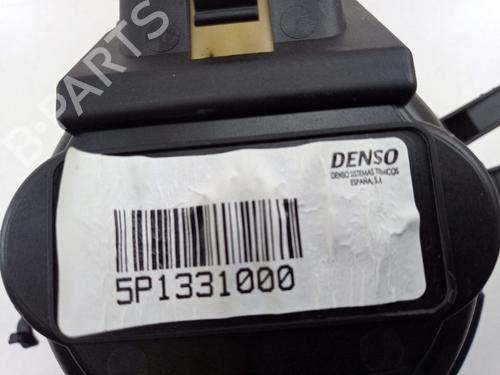 B-PARTS
DENSO
DENSO SISTEMAS TÉRMICOS
ESPAÑA, S.A.
5P1331000